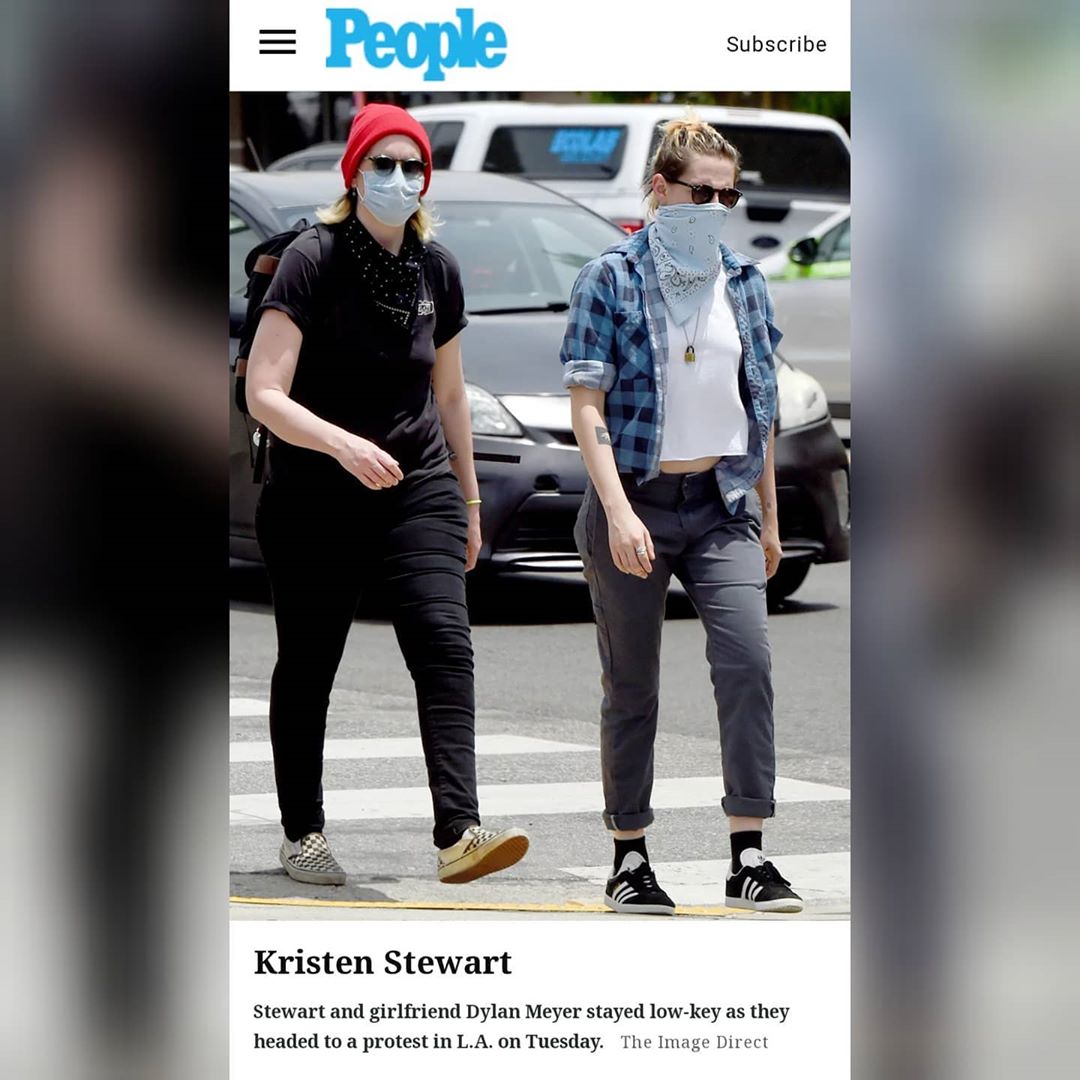 People
Subscribe
ECOLAB
Kristen Stewart
Stewart and girlfriend Dylan Meyer stayed low-key as they
headed to a protest in L.A. on Tuesday. The Image Direct